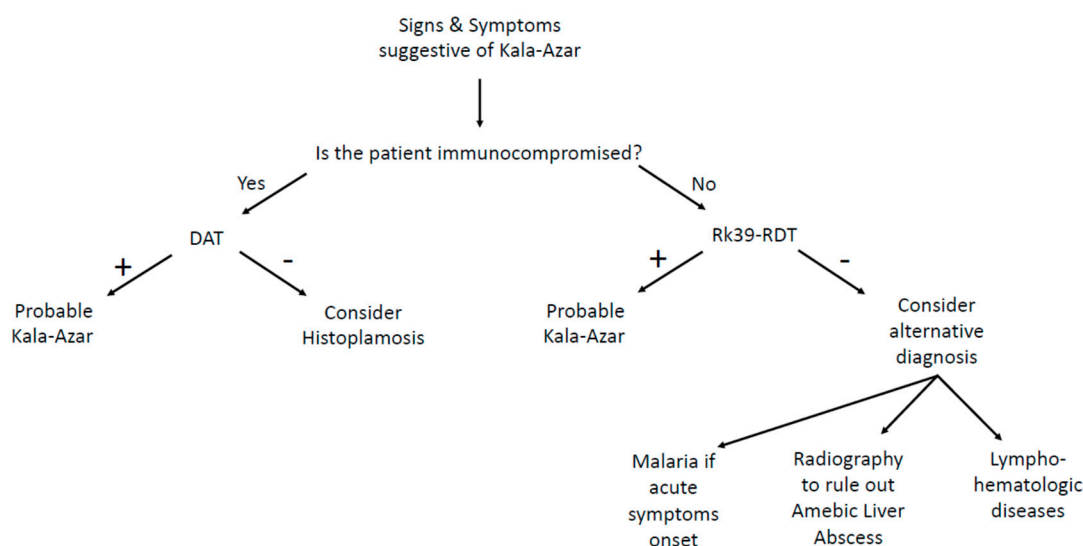 Signs & Symptoms
suggestive of Kala-Azar
Is the patient immunocompromised?
Yes
No
DAT
Rk39-RDT
+
-
+
-
Probable
Kala-Azar
Consider
Histoplamosis
Probable
Kala-Azar
Consider
alternative
diagnosis
Malaria if
acute
symptoms
onset
Radiography
to rule out
Amebic Liver
Abscess
Lympho-
hematologic
diseases